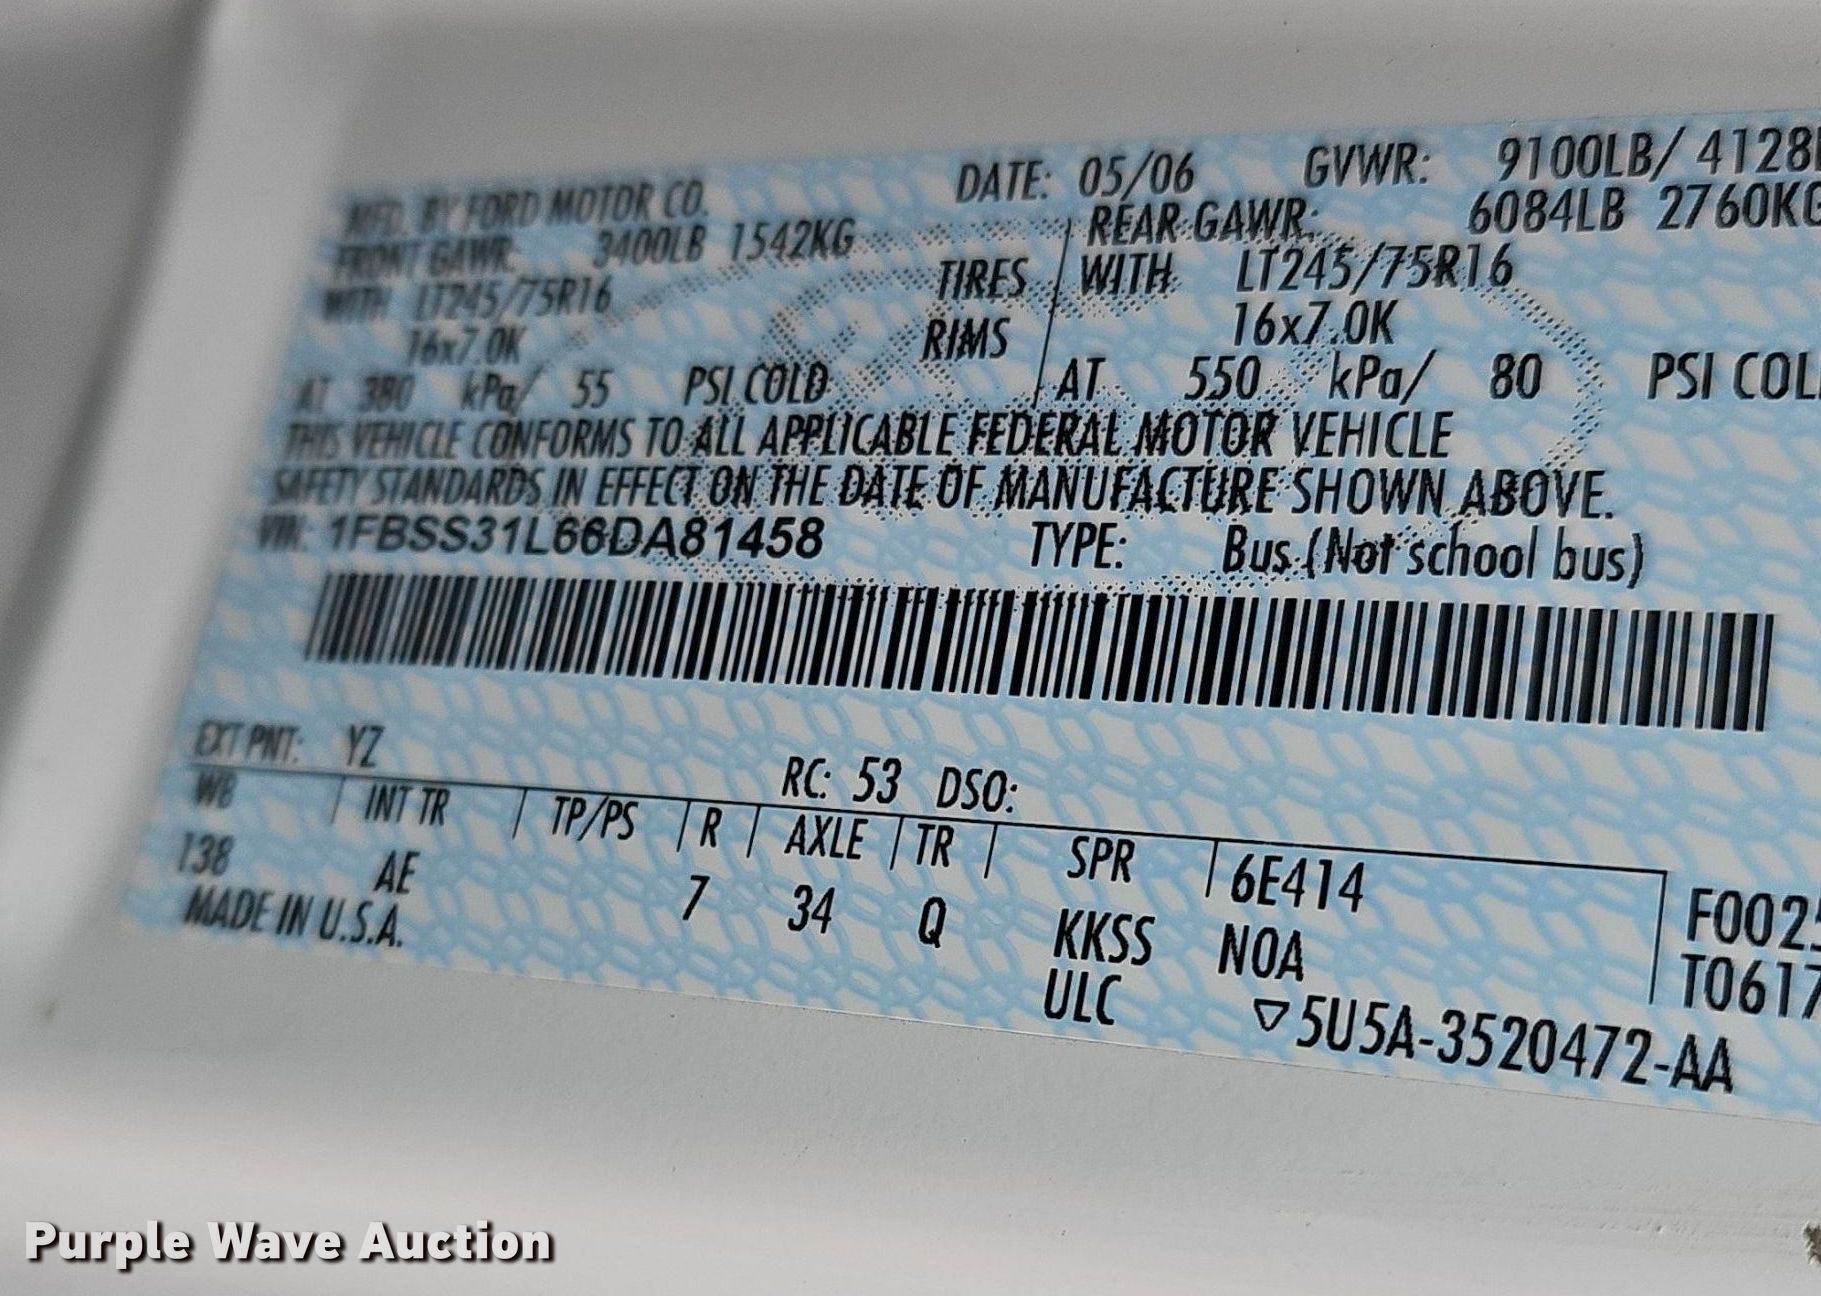 MFD. BY FORD MOTOR CO. DATE: 05/06 GVWR: 9100LB/ 4128
FRONT GAWR: 3400LB 1542KG REAR GAWR: 6084LB 2760KG
WITH LT245/75R16 TIRES WITH LT245/75R16
16x7.0K RIMS 16x7.0K
AT 380 kPa/ 55 PSI COLD AT 550 kPa/ 80 PSI COL
THIS VEHICLE CONFORMS TO ALL APPLICABLE FEDERAL MOTOR VEHICLE
SAFETY STANDARDS IN EFFECT ON THE DATE OF MANUFACTURE SHOWN ABOVE.
VIN: 1FBSS31L66DA81458 TYPE: Bus (Not school bus)
EXT PNT: YZ RC: 53 DSO:
WB INT TR TP/PS R AXLE TR SPR 6E414
138 AE 7 34 Q KKSS NOA F0025
MADE IN U.S.A. ULC T0617
▽5U5A-3520472-AA
Purple Wave Auction